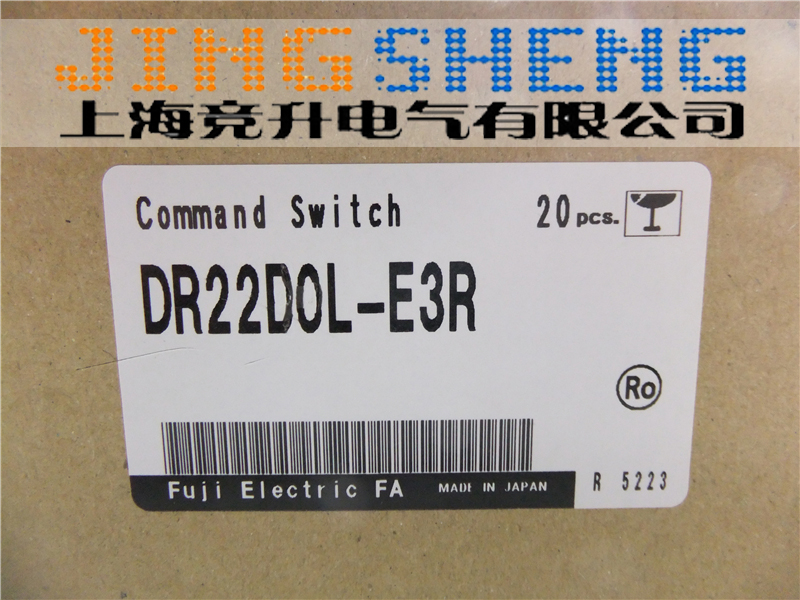 JINGSHENG
上海竞升电气有限公司
Command Switch 20 pcs.
DR22D0L-E3R
Ro
Fuji Electric FA MADE IN JAPAN R 5223